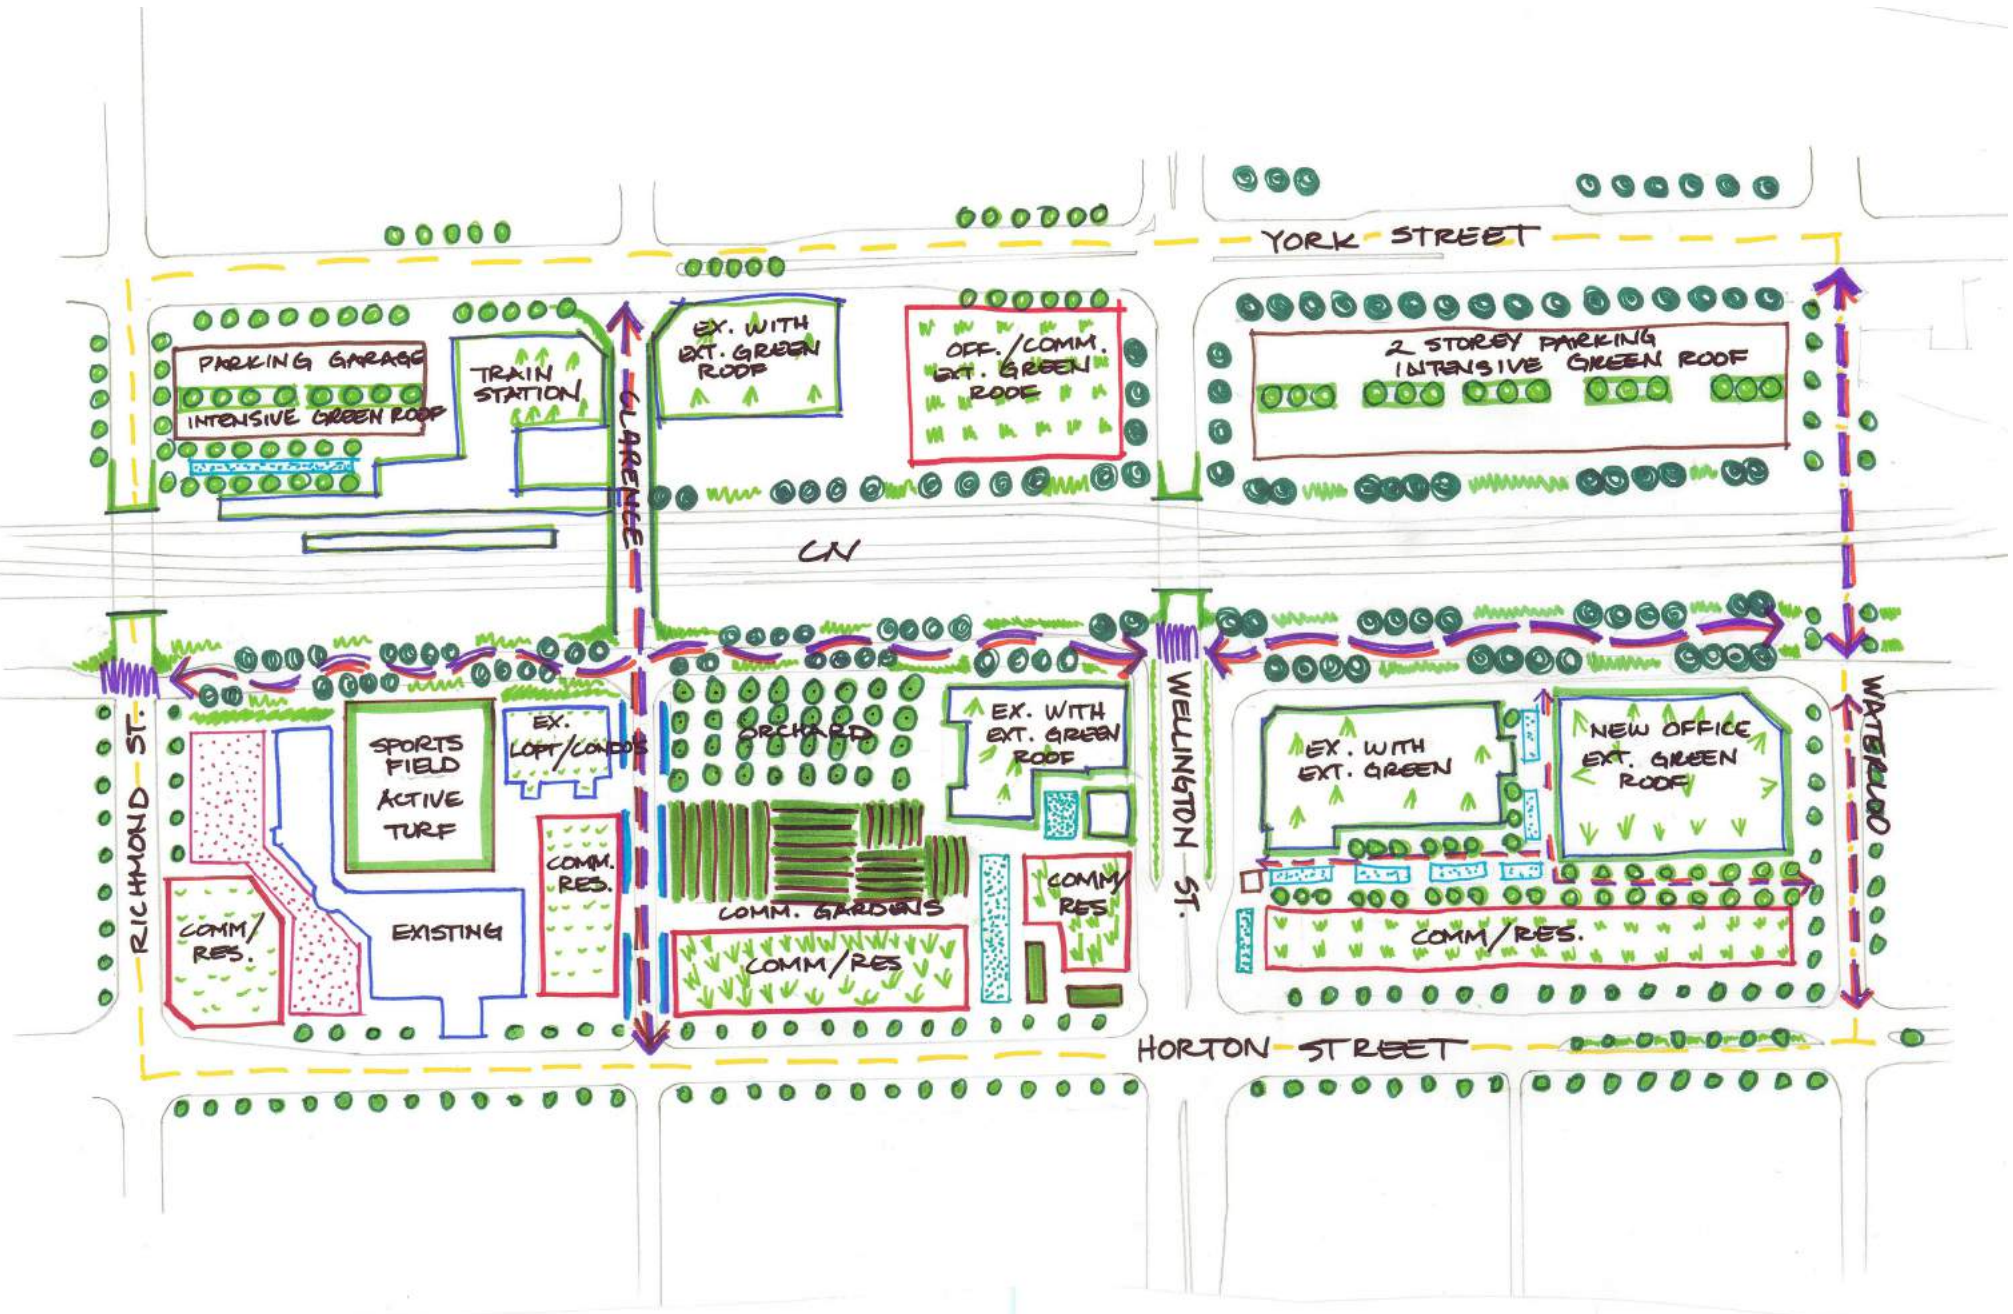 YORK STREET
EX. WITH
EXT. GREEN
ROOF
OFF./COMM.
EXT. GREEN
ROOF
2 STOREY PARKING
INTENSIVE GREEN ROOF
PARKING GARAGE
INTENSIVE GREEN ROOF
TRAIN
STATION
CLARENCE
CN
RICHMOND ST.
SPORTS
FIELD
ACTIVE
TURF
EX.
LOFT/CONDOS
ORCHARD
EX. WITH
EXT. GREEN
ROOF
WELLINGTON ST.
EX. WITH
EXT. GREEN
NEW OFFICE
EXT. GREEN
ROOF
WATERLOO
COMM/
RES.
EXISTING
COMM.
RES.
COMM. GARDENS
COMM/RES
COMM/
RES
COMM/RES.
HORTON STREET